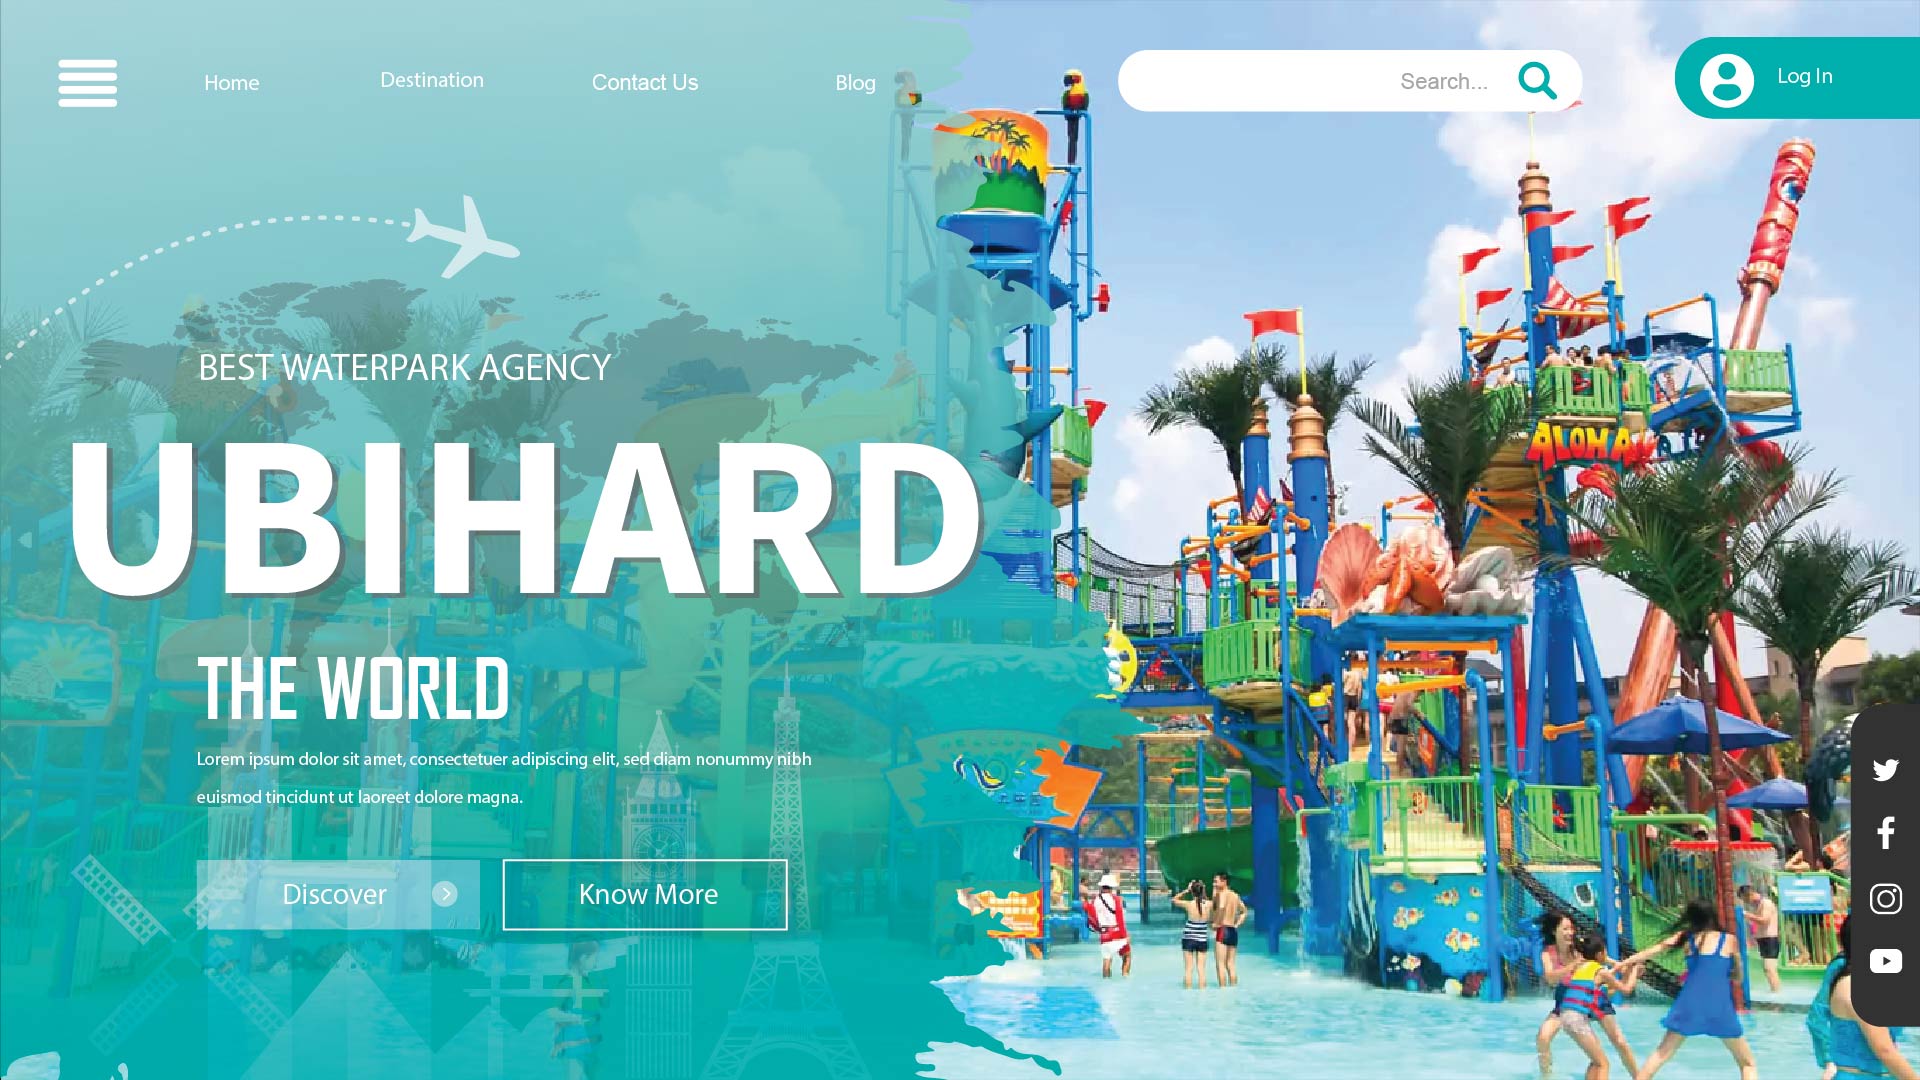 Home
Destination
Contact Us
Blog
Search...
Log In
BEST WATERPARK AGENCY
UBIHARD
ALOHA
THE WORLD
Lorem ipsum dolor sit amet, consectetuer adipiscing elit, sed diam nonummy nibh
euismod tincidunt ut laoreet dolore magna.
Discover
Know More